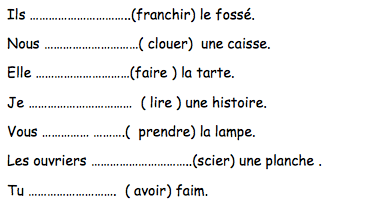 Ils ……………………………..(franchir) le fossé.
Nous …………………………( clouer)  une caisse.
Elle …………………………(faire ) la tarte.
Je ……………………………  ( lire ) une histoire.
Vous …………… ……….(  prendre) la lampe.
Les ouvriers …………………………..(scier) une planche .
Tu ……………………….  ( avoir) faim.